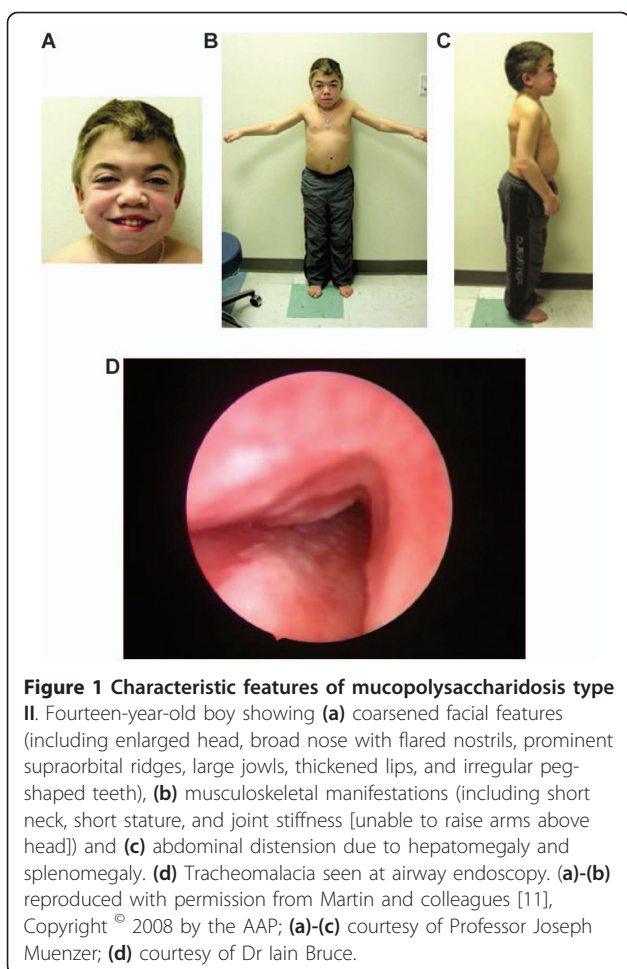 A
B
C
D
Figure 1 Characteristic features of mucopolysaccharidosis type
II. Fourteen-year-old boy showing (a) coarsened facial features
(including enlarged head, broad nose with flared nostrils, prominent
supraorbital ridges, large jowls, thickened lips, and irregular peg-
shaped teeth), (b) musculoskeletal manifestations (including short
neck, short stature, and joint stiffness [unable to raise arms above
head]) and (c) abdominal distension due to hepatomegaly and
splenomegaly. (d) Tracheomalacia seen at airway endoscopy. (a)-(b)
reproduced with permission from Martin and colleagues [11],
Copyright © 2008 by the AAP; (a)-(c) courtesy of Professor Joseph
Muenzer; (d) courtesy of Dr Iain Bruce.